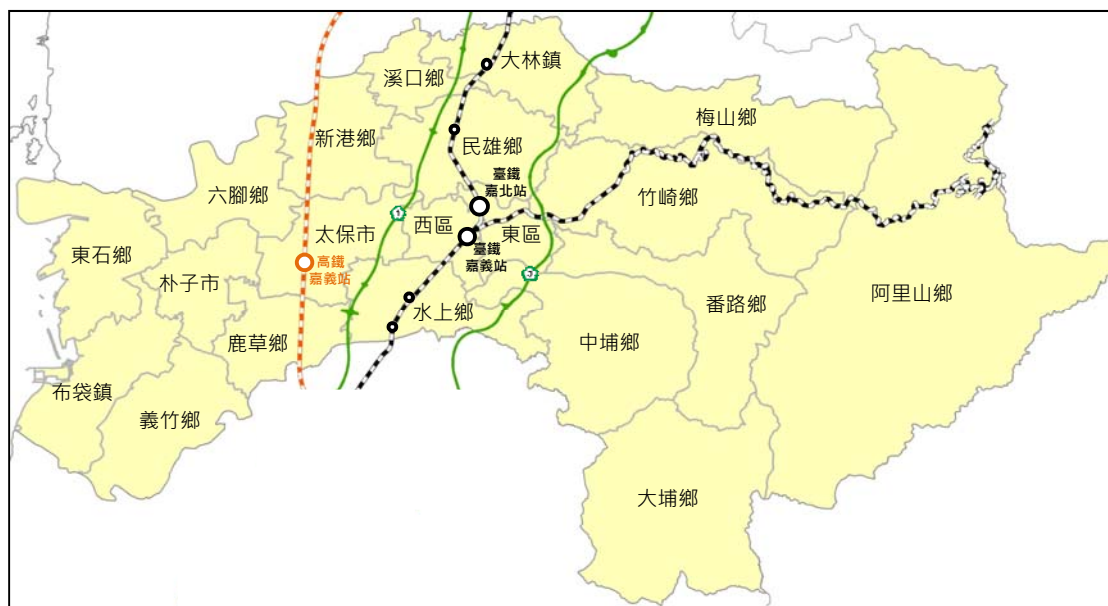 大林鎮
溪口鄉
梅山鄉
新港鄉
民雄鄉
臺鐵
嘉北站
六腳鄉
竹崎鄉
1
西區
東區
太保市
東石鄉
臺鐵
嘉義站
高鐵
嘉義站
朴子市
3
阿里山鄉
番路鄉
水上鄉
鹿草鄉
中埔鄉
布袋鎮
義竹鄉
大埔鄉